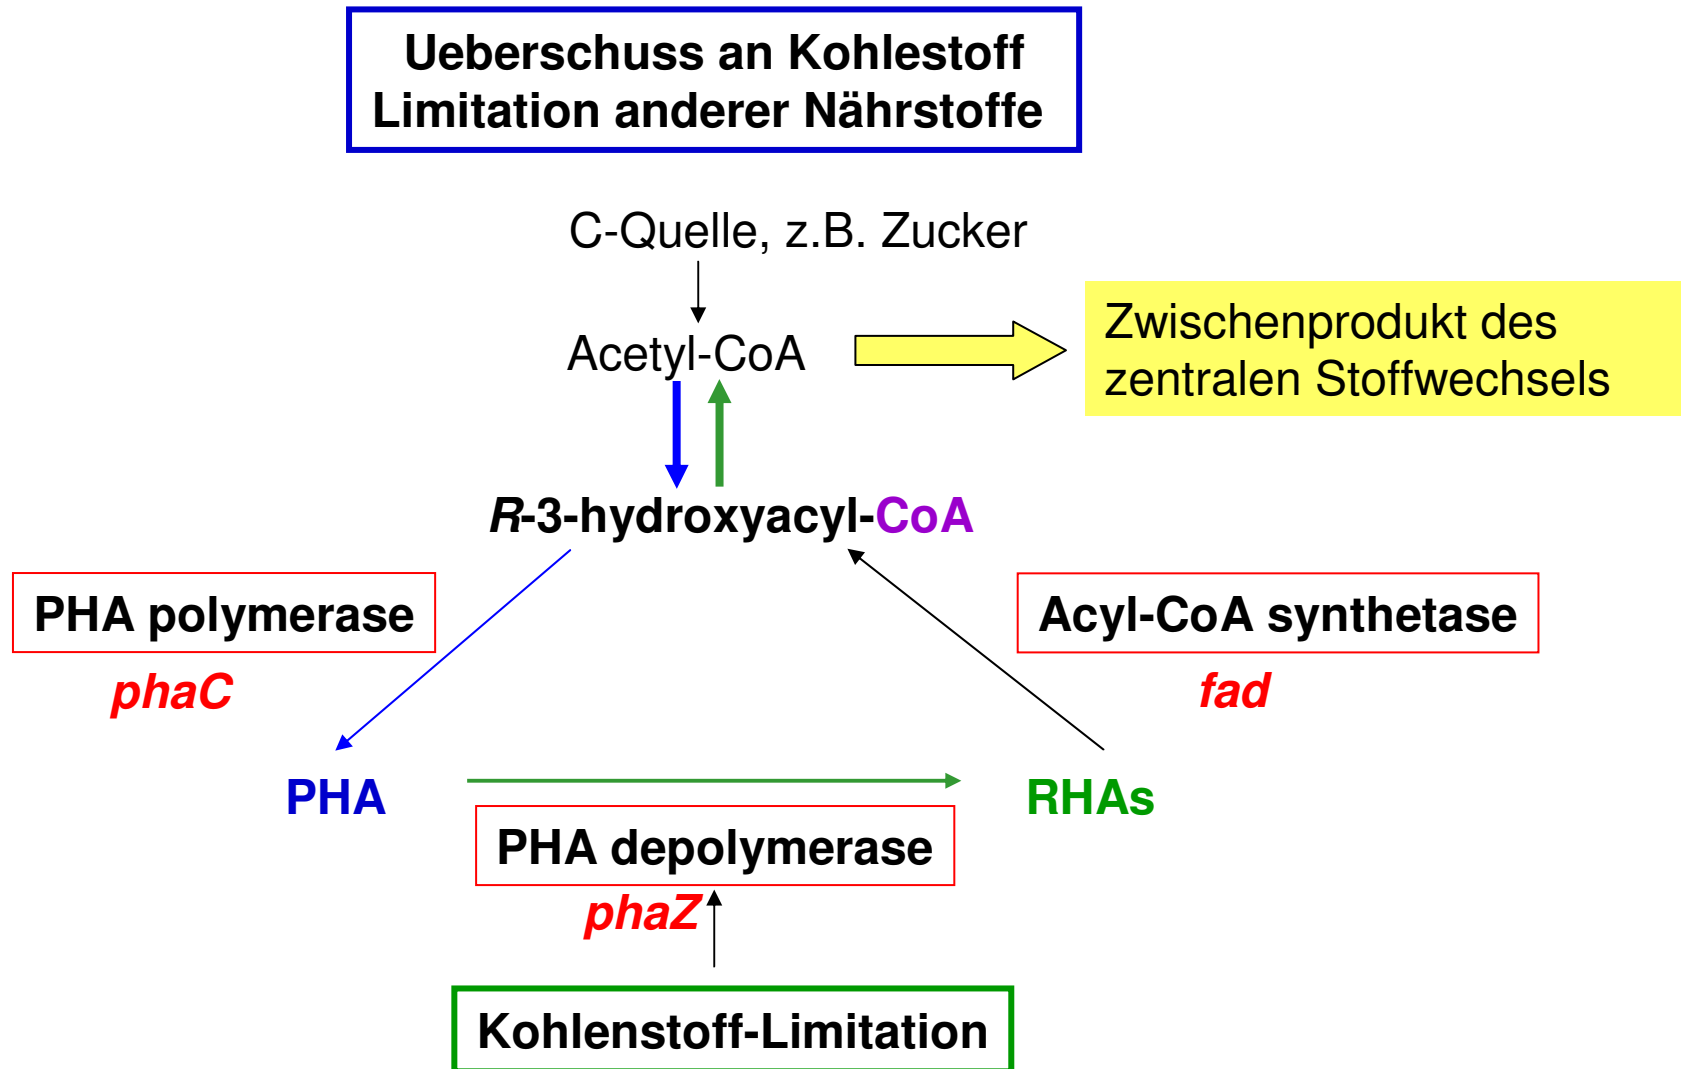 Ueberschuss an Kohlestoff
Limitation anderer Nährstoffe
C-Quelle, z.B. Zucker
Acetyl-CoA
Zwischenprodukt des
zentralen Stoffwechsels
R-3-hydroxyacyl-CoA
PHA polymerase
phaC
Acyl-CoA synthetase
fad
PHA
RHAs
PHA depolymerase
phaZ
Kohlenstoff-Limitation